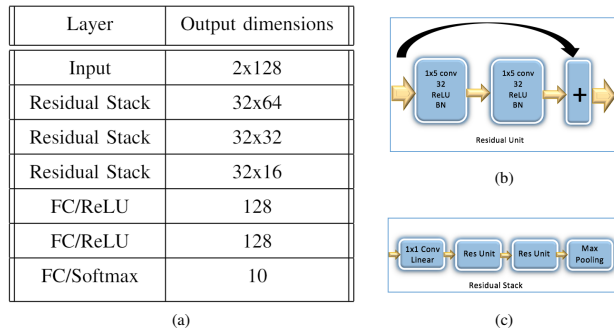 Layer Output dimensions
Input 2x128
Residual Stack 32x64
Residual Stack 32x32
Residual Stack 32x16
FC/ReLU 128
FC/ReLU 128
FC/Softmax 10
(a)
1x5 conv
32
ReLU
BN
1x5 conv
32
ReLU
BN
+
Residual Unit
(b)
1x1 Conv
Linear
Res Unit
Res Unit
Max
Pooling
Residual Stack
(c)